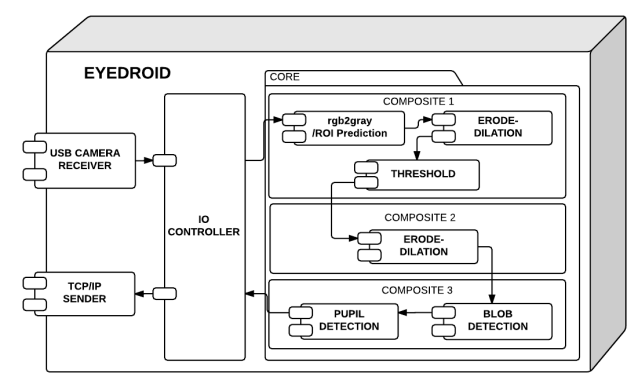 EYEDROID
CORE
COMPOSITE 1
rgb2gray
/ROI Prediction
ERODE-
DILATION
USB CAMERA
RECEIVER
THRESHOLD
IO
CONTROLLER
COMPOSITE 2
ERODE-
DILATION
TCP/IP
SENDER
COMPOSITE 3
PUPIL
DETECTION
BLOB
DETECTION